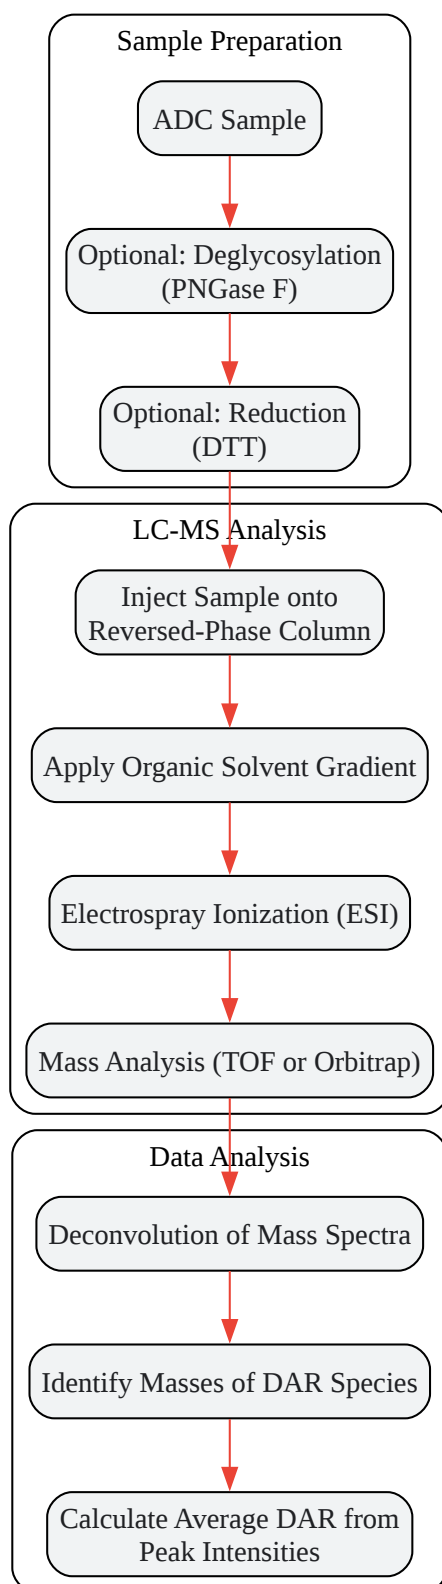 Sample Preparation
ADC Sample
Optional: Deglycosylation
(PNGase F)
Optional: Reduction
(DTT)
LC-MS Analysis
Inject Sample onto
Reversed-Phase Column
Apply Organic Solvent Gradient
Electrospray Ionization (ESI)
Mass Analysis (TOF or Orbitrap)
Data Analysis
Deconvolution of Mass Spectra
Identify Masses of DAR Species
Calculate Average DAR from
Peak Intensities